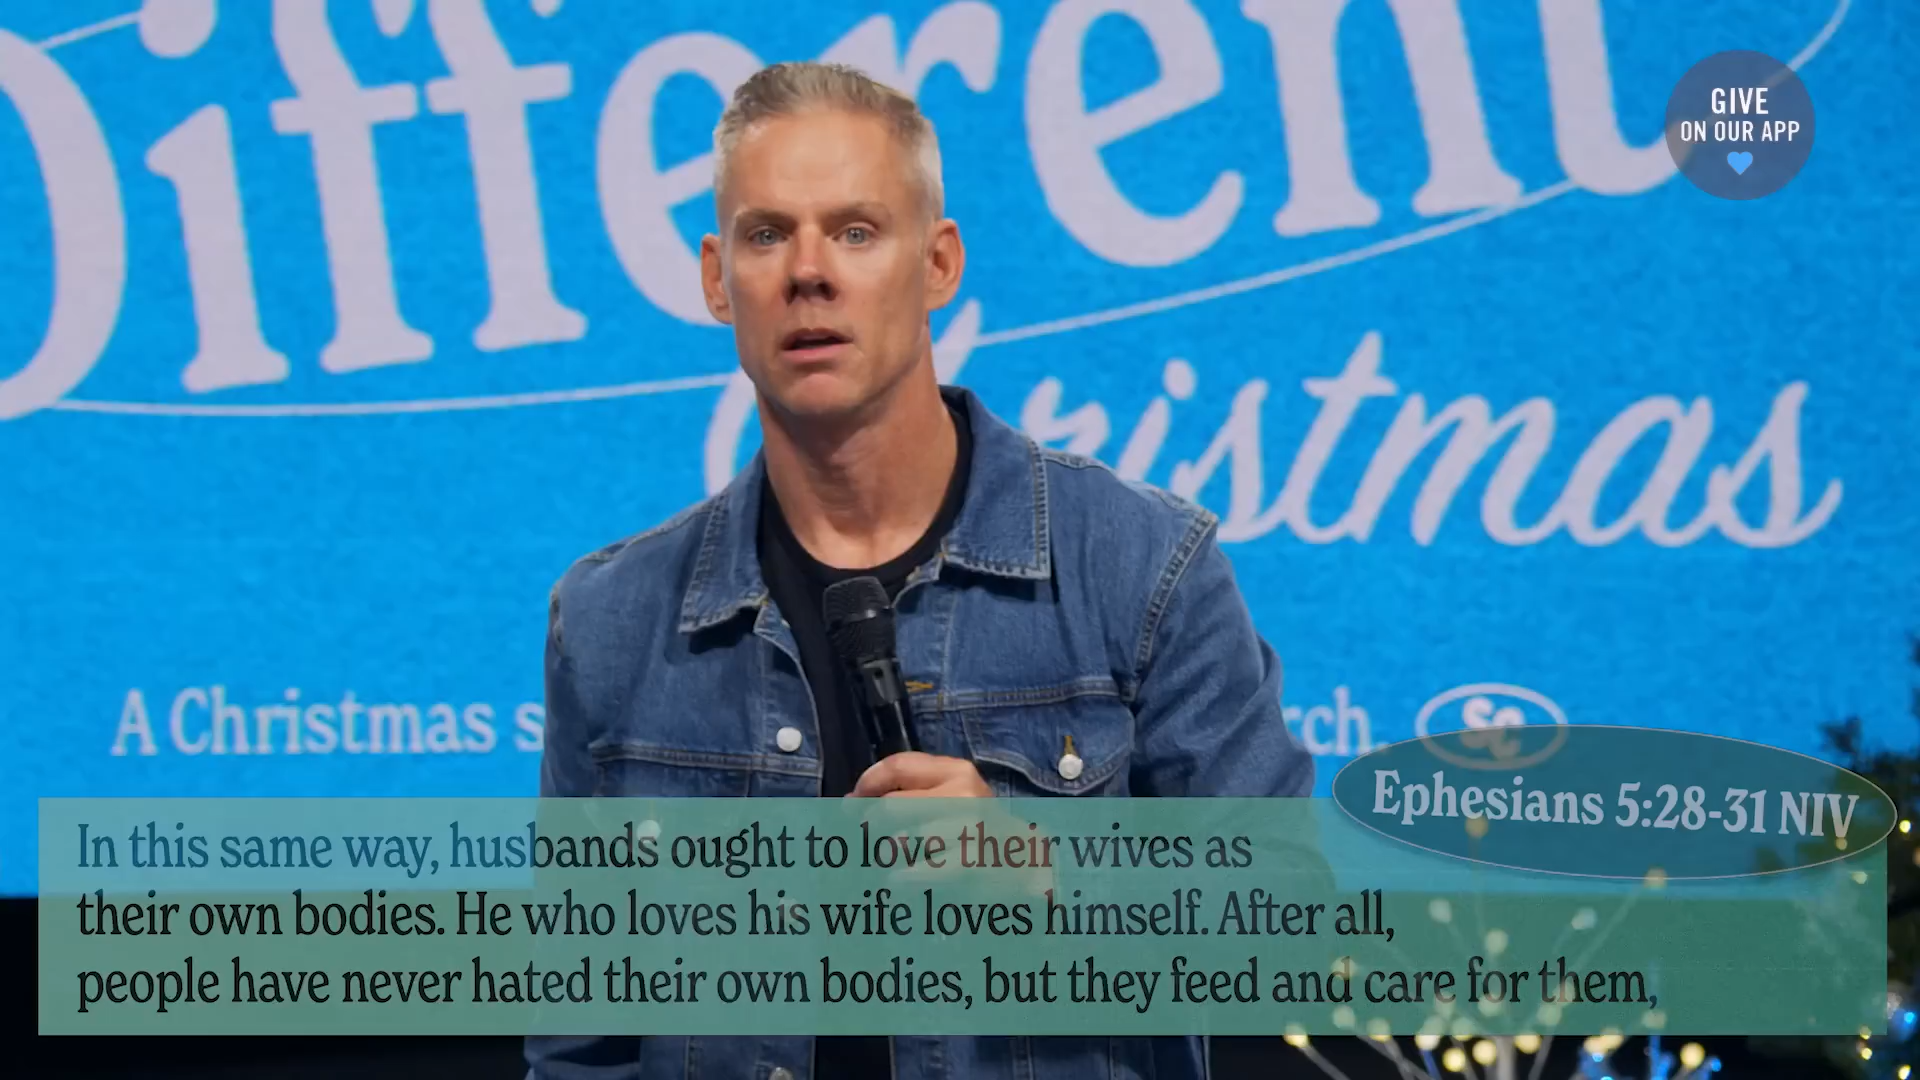 Different
GIVE
ON OUR APP
Christmas
A Christmas s
rch.
SC
Ephesians 5:28-31 NIV
In this same way, husbands ought to love their wives as
their own bodies. He who loves his wife loves himself. After all,
people have never hated their own bodies, but they feed and care for them,